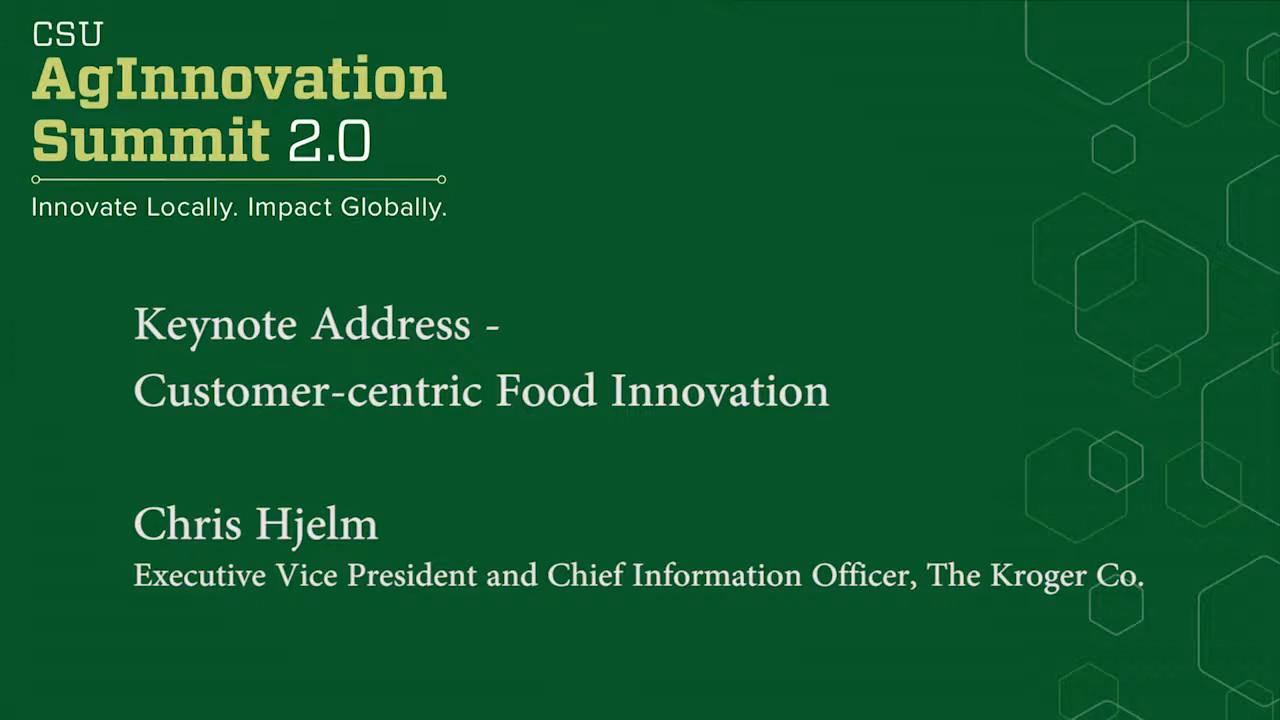 CSU
AgInnovation
Summit 2.0
Innovate Locally. Impact Globally.
Keynote Address -
Customer-centric Food Innovation
Chris Hjelm
Executive Vice President and Chief Information Officer, The Kroger Co.